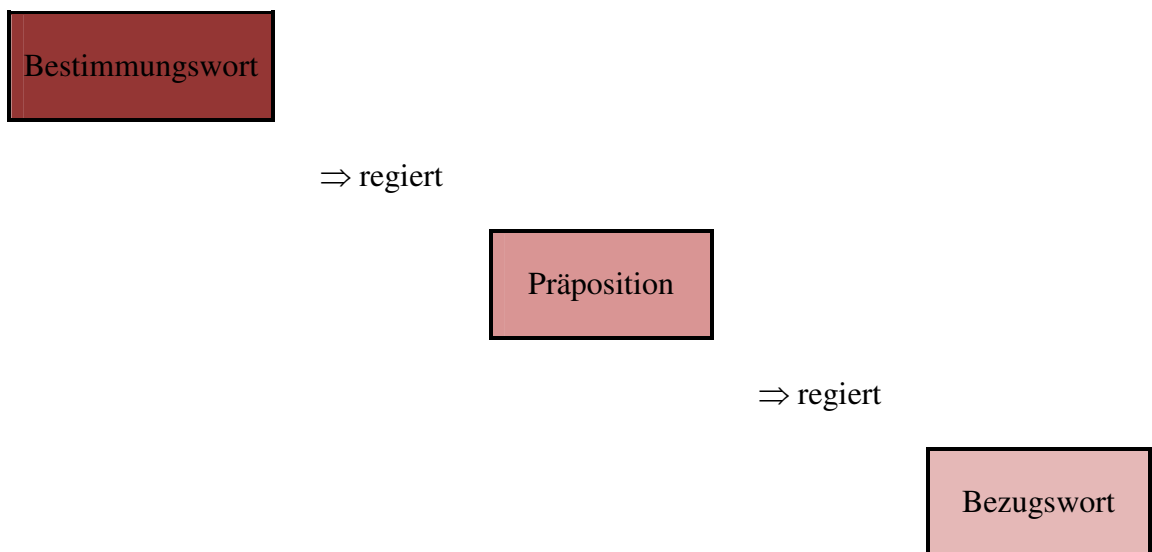 Bestimmungswort
⇒ regiert
Präposition
⇒ regiert
Bezugswort